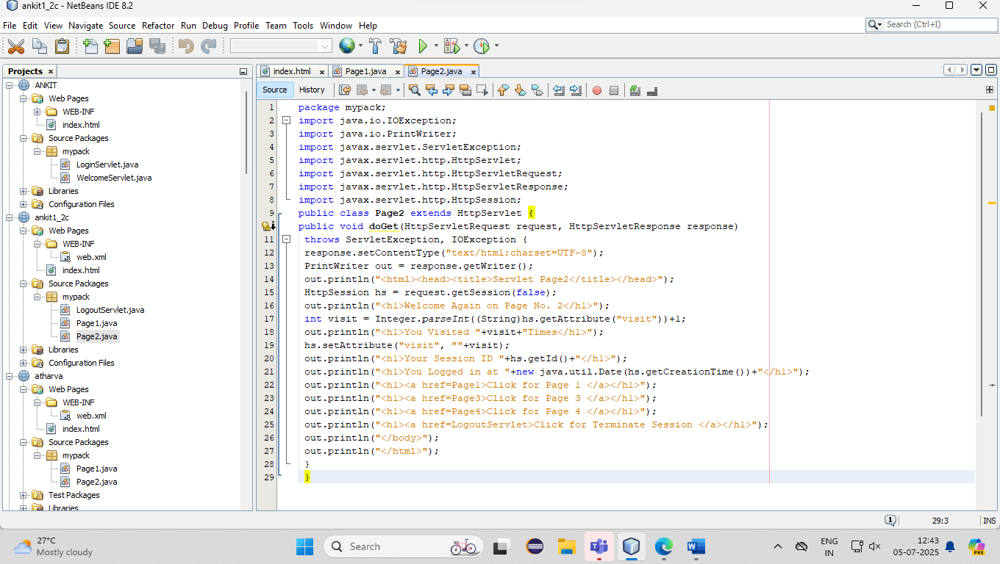 ankit1_2c - NetBeans IDE 8.2
File Edit View Navigate Source Refactor Run Debug Profile Team Tools Window Help
Search (Ctrl+I)
Projects
ANKIT
Web Pages
WEB-INF
index.html
Source Packages
mypack
LoginServlet.java
WelcomeServlet.java
Libraries
Configuration Files
ankit1_2c
Web Pages
WEB-INF
web.xml
index.html
Source Packages
mypack
LogoutServlet.java
Page1.java
Page2.java
Libraries
Configuration Files
atharva
Web Pages
WEB-INF
web.xml
index.html
Source Packages
mypack
Page1.java
Page2.java
Test Packages
Libraries
index.html Page1.java Page2.java
Source History
1 package mypack;
2 import java.io.IOException;
3 import java.io.PrintWriter;
4 import javax.servlet.ServletException;
5 import javax.servlet.http.HttpServlet;
6 import javax.servlet.http.HttpServletRequest;
7 import javax.servlet.http.HttpServletResponse;
8 import javax.servlet.http.HttpSession;
9 public class Page2 extends HttpServlet {
public void doGet(HttpServletRequest request, HttpServletResponse response)
11 throws ServletException, IOException {
12 response.setContentType("text/html;charset=UTF-8");
13 PrintWriter out = response.getWriter();
14 out.println("<html><head><title>Servlet Page2</title></head>");
15 HttpSession hs = request.getSession(false);
16 out.println("<h1>Welcome Again on Page No. 2</h1>");
17 int visit = Integer.parseInt((String)hs.getAttribute("visit"))+1;
18 out.println("<h1>You Visited "+visit+"Times</h1>");
19 hs.setAttribute("visit", ""+visit);
20 out.println("<h1>Your Session ID "+hs.getId()+"</h1>");
21 out.println("<h1>You Logged in at "+new java.util.Date(hs.getCreationTime())+"</h1>");
22 out.println("<h1><a href=Page1>Click for Page 1 </a></h1>");
23 out.println("<h1><a href=Page3>Click for Page 3 </a></h1>");
24 out.println("<h1><a href=Page4>Click for Page 4 </a></h1>");
25 out.println("<h1><a href=LogoutServlet>Click for Terminate Session </a></h1>");
26 out.println("</body>");
27 out.println("</html>");
28 }
29 }
1 29:3 INS
27°C
Mostly cloudy
Search
ENG
IN
12:43
05-07-2025
PRE